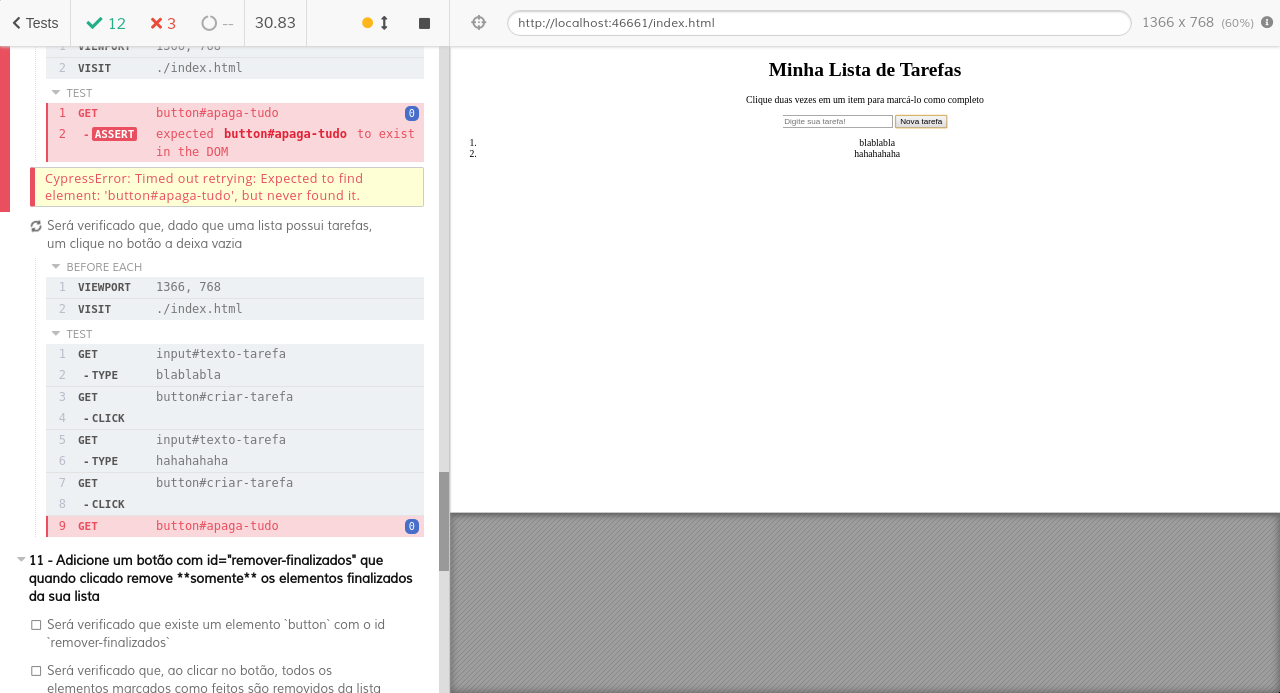 Tests 12 3 -- 30.83
http://localhost:46661/index.html 1366 x 768 (60%)
1 VIEWPORT 1366, 768
2 VISIT ./index.html
TEST
1 GET button#apaga-tudo 0
2 - ASSERT expected button#apaga-tudo to exist
in the DOM
CypressError: Timed out retrying: Expected to find
element: 'button#apaga-tudo', but never found it.
Será verificado que, dado que uma lista possui tarefas,
um clique no botão a deixa vazia
BEFORE EACH
1 VIEWPORT 1366, 768
2 VISIT ./index.html
TEST
1 GET input#texto-tarefa
2 - TYPE blablabla
3 GET button#criar-tarefa
4 - CLICK
5 GET input#texto-tarefa
6 - TYPE hahahahaha
7 GET button#criar-tarefa
8 - CLICK
9 GET button#apaga-tudo 0
11 - Adicione um botão com id="remover-finalizados" que
quando clicado remove **somente** os elementos finalizados
da sua lista
Será verificado que existe um elemento `button` com o id
`remover-finalizados`
Será verificado que, ao clicar no botão, todos os
elementos marcados como feitos são removidos da lista
Minha Lista de Tarefas
Clique duas vezes em um item para marcá-lo como completo
Digite sua tarefa! Nova tarefa
1. blablabla
2. hahahahaha